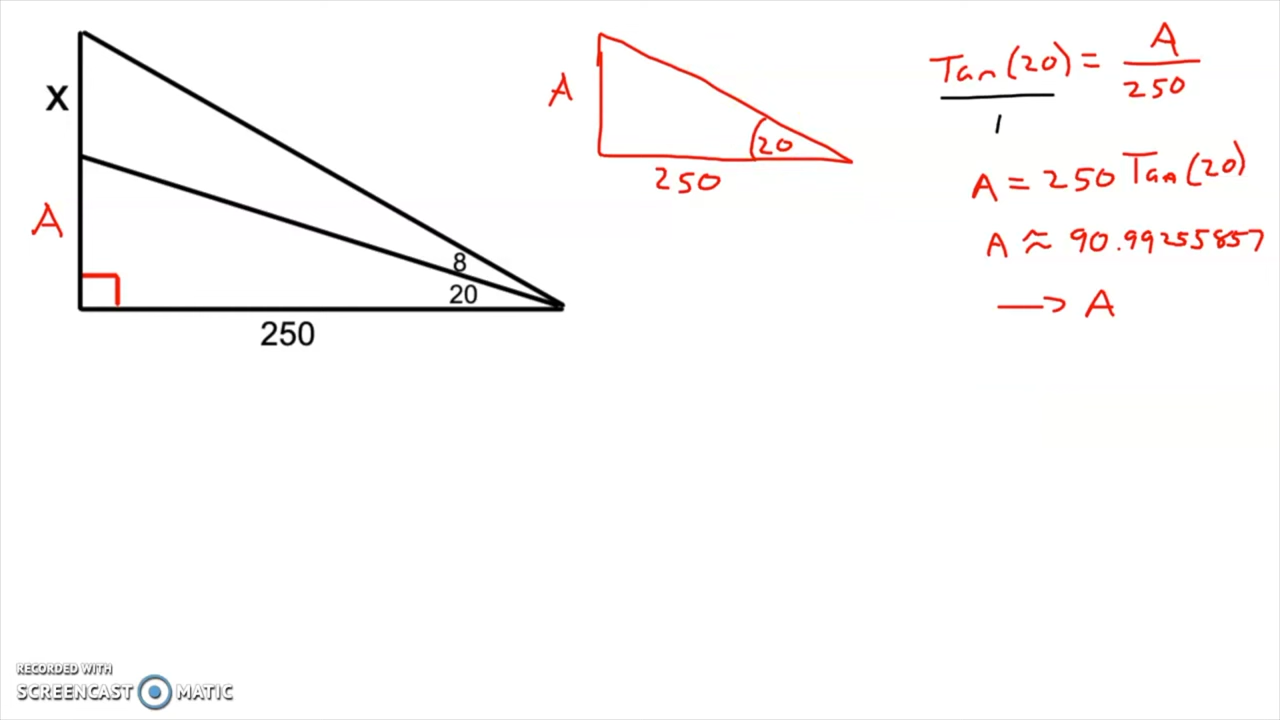 X
A
8
20
250
A
20
250
Tan(20) = A
250
1
A = 250 Tan(20)
A ≈ 90.99255857
→ A
RECORDED WITH
SCREENCAST MATIC